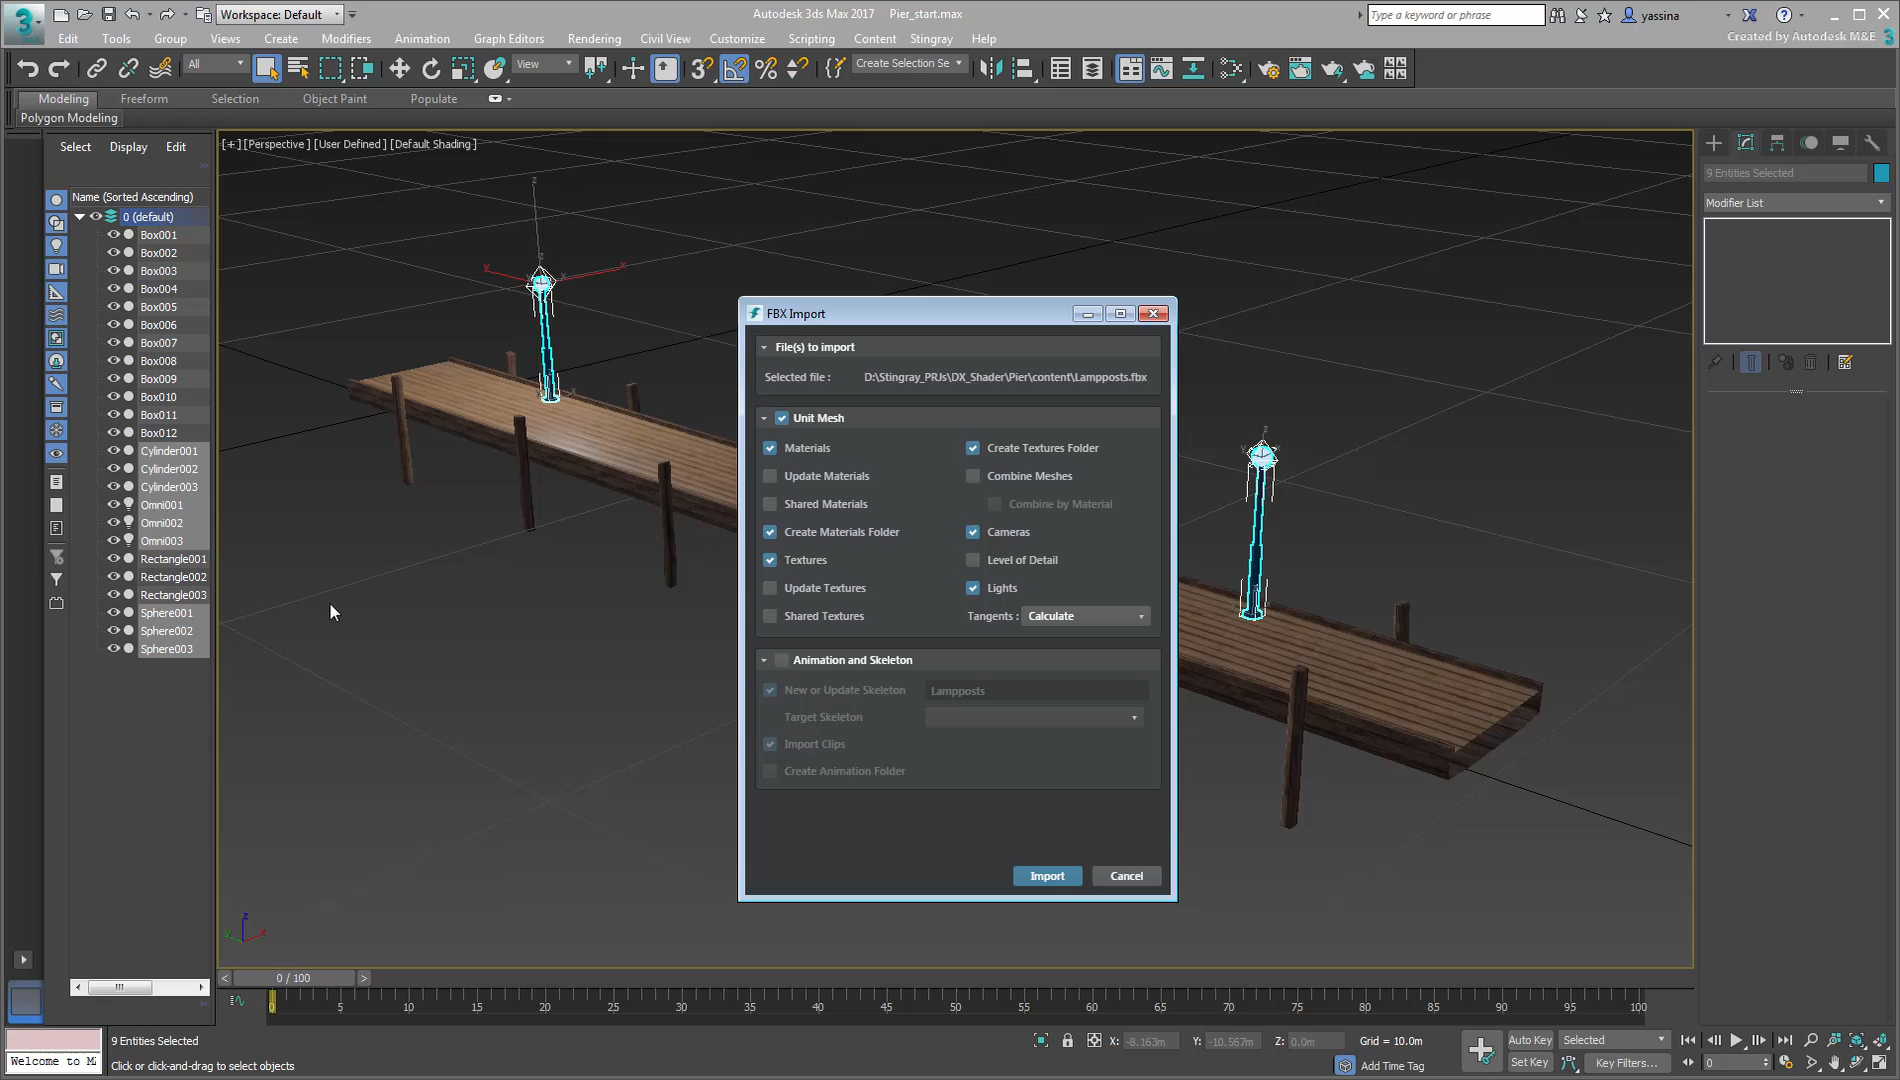 Workspace: Default
Autodesk 3ds Max 2017 Pier_start.max
Type a keyword or phrase
yassina
3
MAX
Edit Tools Group Views Create Modifiers Animation Graph Editors Rendering Civil View Customize Scripting Content Stingray Help
Created by Autodesk M&E 3
All
View
Create Selection Se
Modeling Freeform Selection Object Paint Populate
Polygon Modeling
Select Display Edit
[+] [Perspective ] [User Defined ] [Default Shading ]
9 Entities Selected
Modifier List
Name (Sorted Ascending)
0 (default)
Box001
Box002
Box003
Box004
Box005
Box006
Box007
Box008
Box009
Box010
Box011
Box012
Cylinder001
Cylinder002
Cylinder003
Omni001
Omni002
Omni003
Rectangle001
Rectangle002
Rectangle003
Sphere001
Sphere002
Sphere003
FBX Import
File(s) to import
Selected file : D:\Stingray_PRJs\DX_Shader\Pier\content\Lampposts.fbx
Unit Mesh
Materials Create Textures Folder
Update Materials Combine Meshes
Shared Materials Combine by Material
Create Materials Folder Cameras
Textures Level of Detail
Update Textures Lights
Shared Textures Tangents : Calculate
Animation and Skeleton
New or Update Skeleton Lampposts
Target Skeleton
Import Clips
Create Animation Folder
Import Cancel
z
y x
z
y x
0 / 100
0 5 10 15 20 25 30 35 40 45 50 55 60 65 70 75 80 85 90 95 100
9 Entities Selected
X: -8.163m Y: -10.567m Z: 0.0m Grid = 10.0m
Auto Key Selected
Welcome to M
Click or click-and-drag to select objects
Add Time Tag
Set Key Key Filters...
0